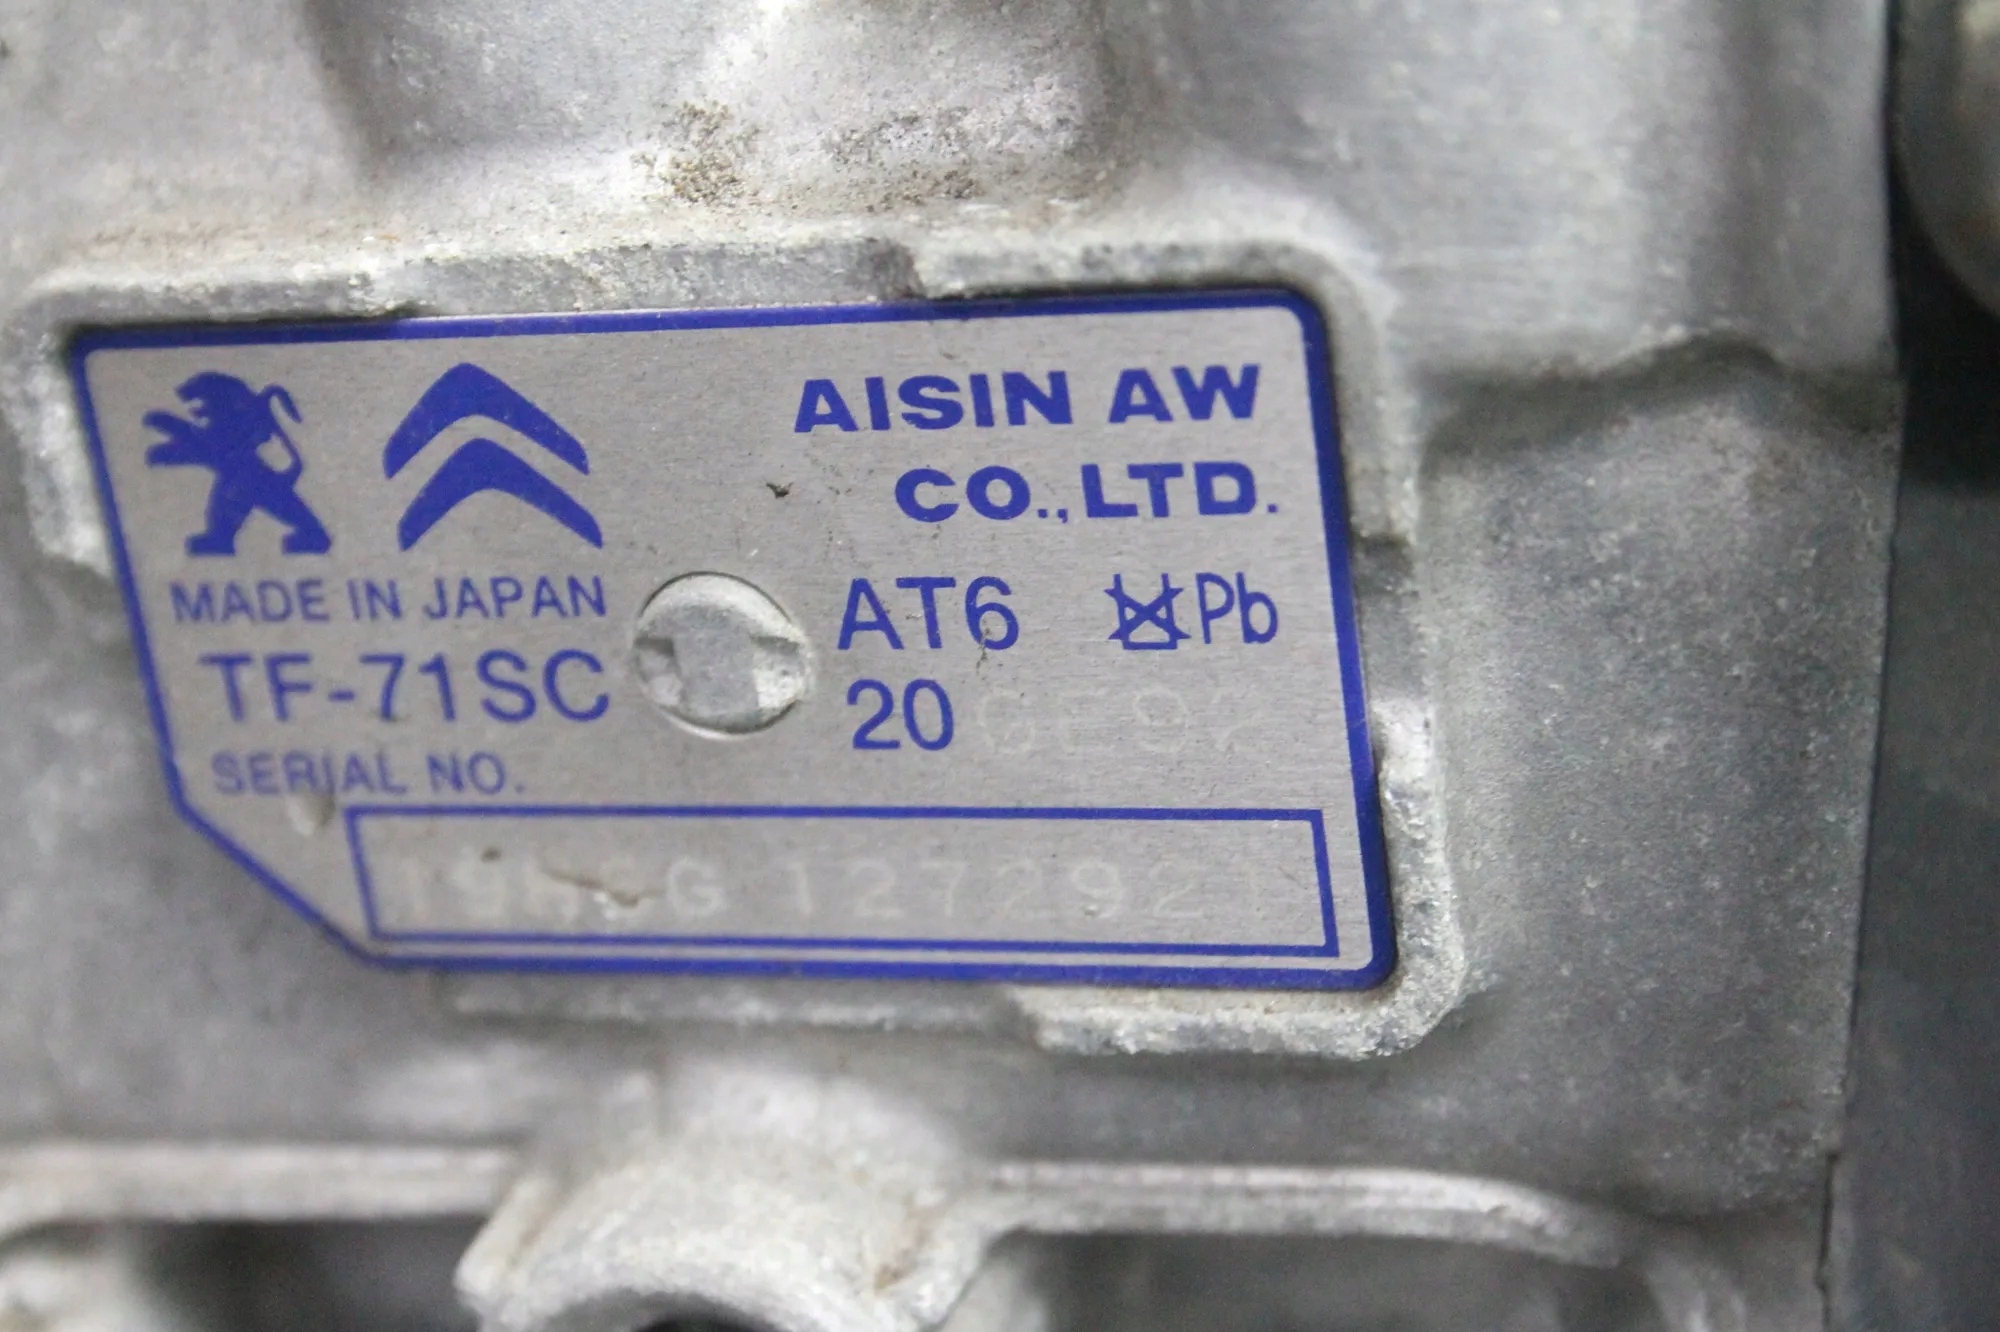 AISIN AW
CO.,LTD.
MADE IN JAPAN
AT6 Pb
TF-71SC
20
SERIAL NO.